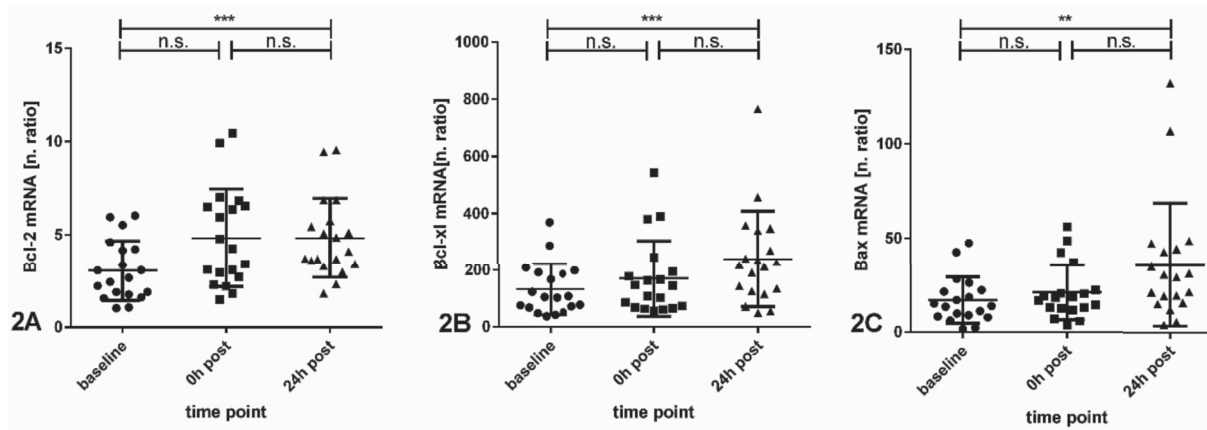 ***
n.s. n.s.
15
10
5
0
Bcl-2 mRNA [n. ratio]
2A
baseline
0h post
24h post
time point
***
n.s. n.s.
1000
800
600
400
200
0
Bcl-xl mRNA[n. ratio]
2B
baseline
0h post
24h post
time point
**
n.s. n.s.
150
100
50
0
Bax mRNA [n. ratio]
2C
baseline
0h post
24h post
time point